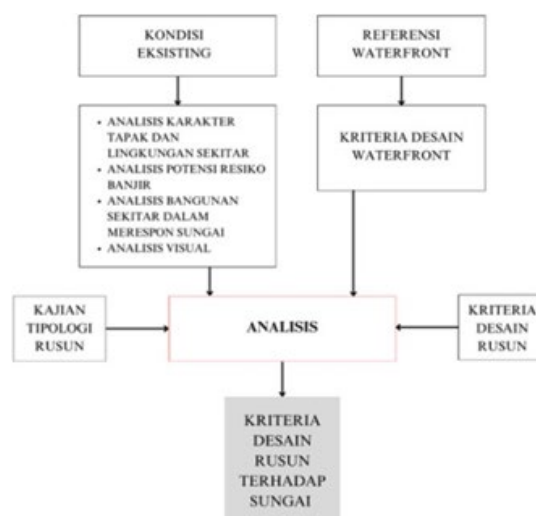 KONDISI
EKSISTING
REFERENSI
WATERFRONT
• ANALISIS KARAKTER
TAPAK DAN
LINGKUNGAN SEKITAR
• ANALISIS POTENSI RESIKO
BANJIR
• ANALISIS BANGUNAN
SEKITAR DALAM
MERESPON SUNGAI
• ANALISIS VISUAL
KRITERIA DESAIN
WATERFRONT
KAJIAN
TIPOLOGI
RUSUN
ANALISIS
KRITERIA
DESAIN
RUSUN
KRITERIA
DESAIN
RUSUN
TERHADAP
SUNGAI